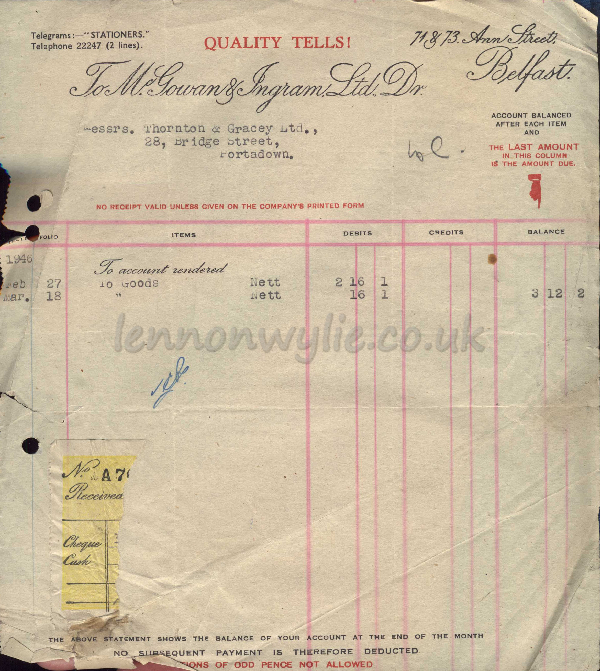 Telegrams:—"STATIONERS."
Telephone 22247 (2 lines).
QUALITY TELLS!
71 & 73. Ann Street,
Belfast.
To McGowan & Ingram, Ltd. Dr
ACCOUNT BALANCED
AFTER EACH ITEM
AND
THE LAST AMOUNT
IN THIS COLUMN
IS THE AMOUNT DUE.
essrs. Thornton & Gracey Ltd.,
28, Bridge Street,
Portadown.
NO RECEIPT VALID UNLESS GIVEN ON THE COMPANY'S PRINTED FORM
FOLIO ITEMS DEBITS CREDITS BALANCE
1946
To account rendered
Feb 27 To Goods Nett 2 16 1
Mar. 18 " Nett 16 1 3 12 2
lennonwylie.co.uk
No A 7
Received
Cheque
Cash
THE ABOVE STATEMENT SHOWS THE BALANCE OF YOUR ACCOUNT AT THE END OF THE MONTH
NO SUBSEQUENT PAYMENT IS THEREFORE DEDUCTED
IONS OF ODD PENCE NOT ALLOWED